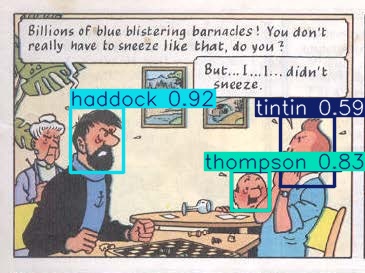 Billions of blue blistering barnacles! You don't
really have to sneeze like that, do you?
But... I... I... didn't
sneeze.
haddock 0.92
tintin 0.59
thompson 0.83